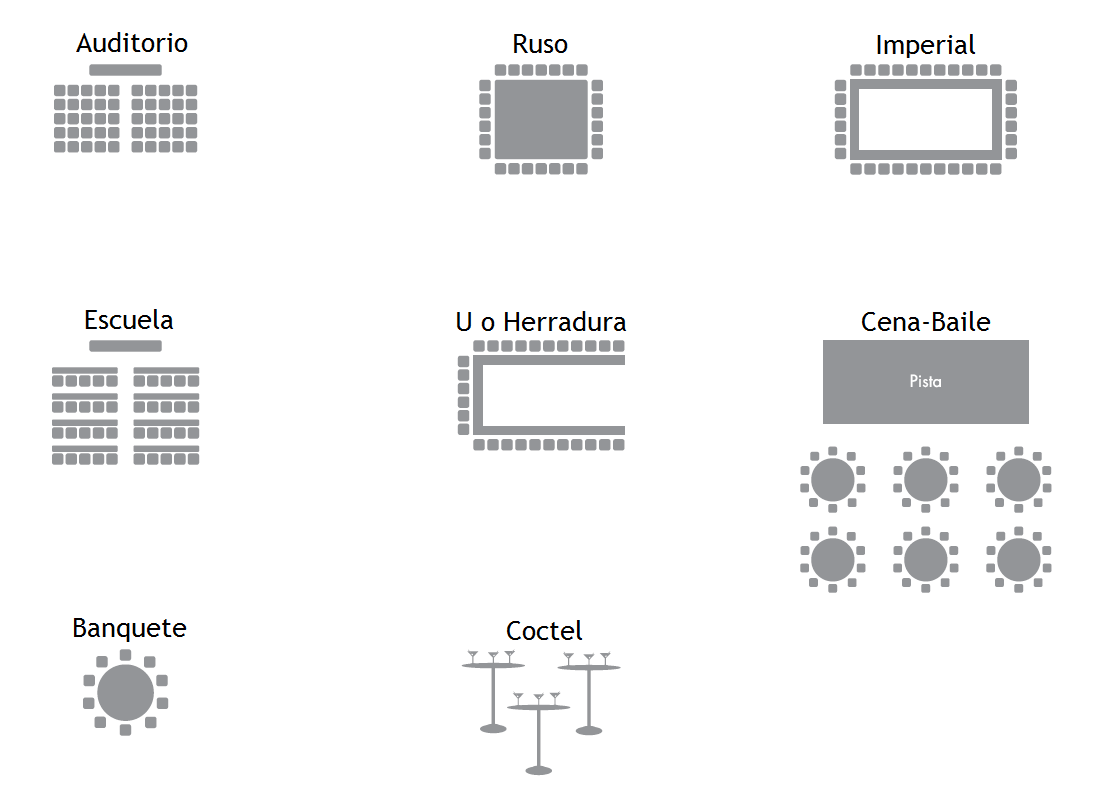 Auditorio
Ruso
Imperial
Escuela
U o Herradura
Cena-Baile
Pista
Banquete
Coctel